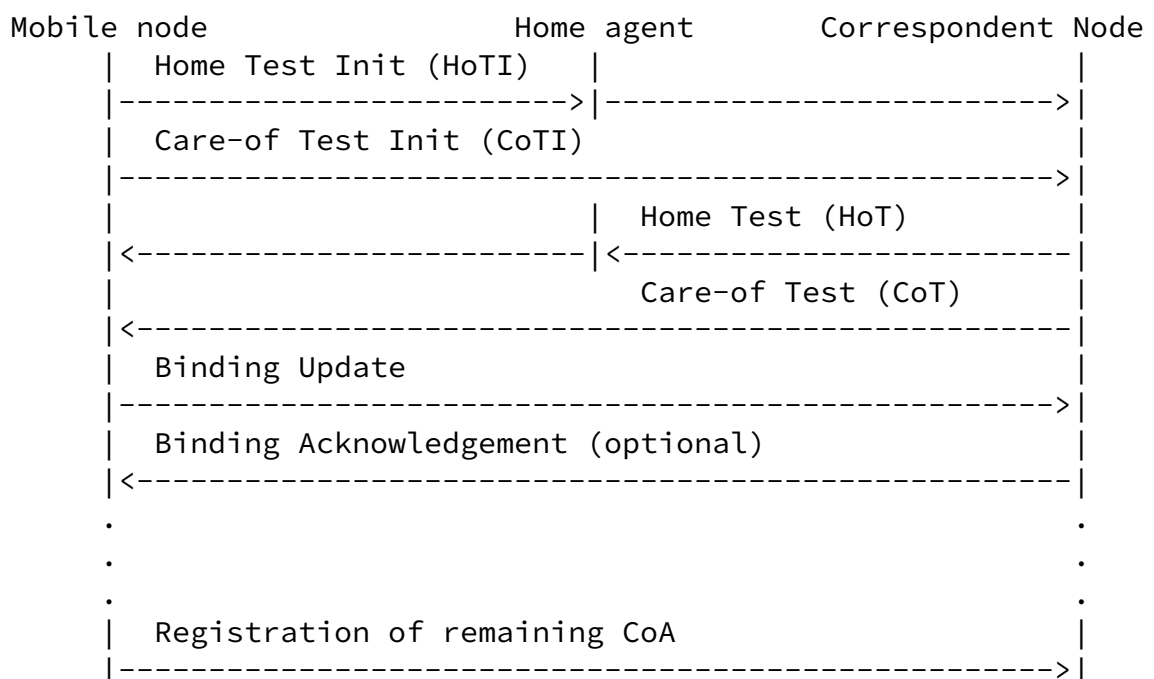 Mobile node Home agent Correspondent Node
Home Test Init (HoTI)
Care-of Test Init (CoTI)
Home Test (HoT)
Care-of Test (CoT)
Binding Update
Binding Acknowledgement (optional)
Registration of remaining CoA